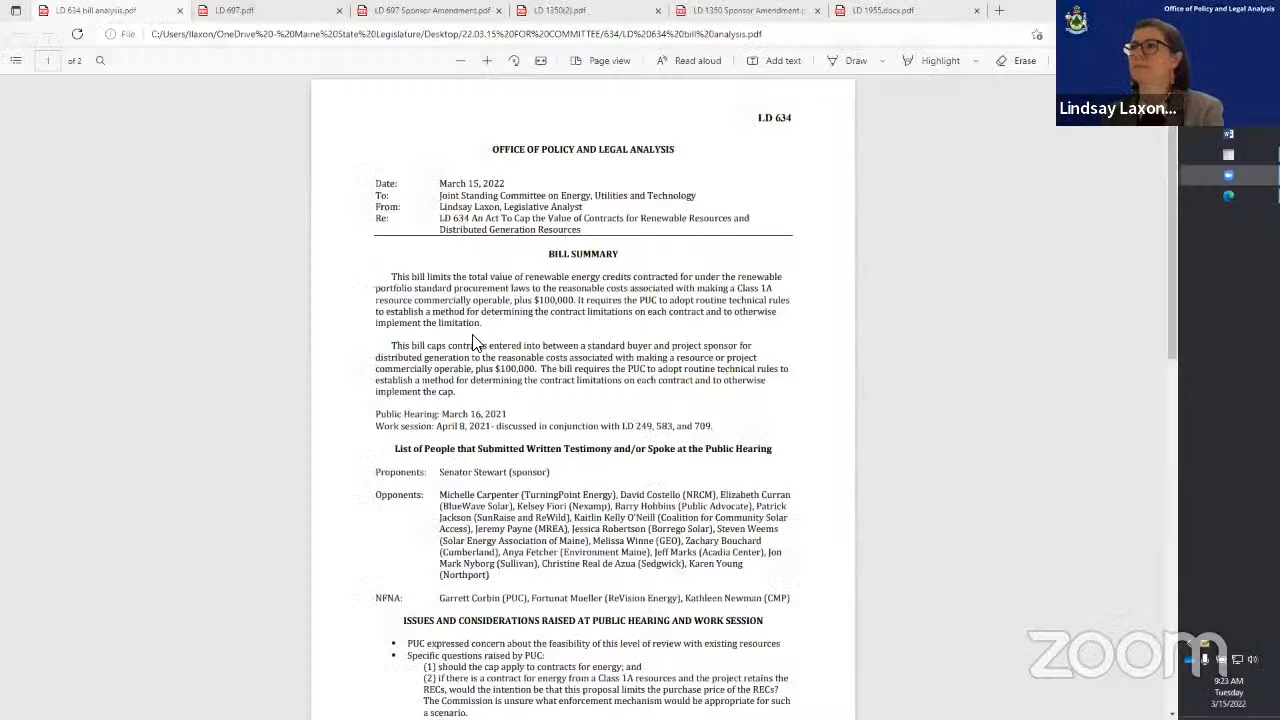 LD 634 bill analysis.pdf
LD 697.pdf
LD 697 Sponsor Amendment.pdf
LD 1350(2).pdf
LD 1350 Sponsor Amendment.pdf
LD 1955.docx
Office of Policy and Legal Analysis
File
C:/Users/llaxon/OneDrive%20-%20Maine%20State%20Legislature/Desktop/22.03.15%20FOR%20COMMITTEE/634/LD%20634%20bill%20analysis.pdf
1 of 2
Page view
Read aloud
Add text
Draw
Highlight
Erase
Lindsay Laxon...
LD 634
OFFICE OF POLICY AND LEGAL ANALYSIS
Date: March 15, 2022
To: Joint Standing Committee on Energy, Utilities and Technology
From: Lindsay Laxon, Legislative Analyst
Re: LD 634 An Act To Cap the Value of Contracts for Renewable Resources and
Distributed Generation Resources
BILL SUMMARY
This bill limits the total value of renewable energy credits contracted for under the renewable
portfolio standard procurement laws to the reasonable costs associated with making a Class 1A
resource commercially operable, plus $100,000. It requires the PUC to adopt routine technical rules
to establish a method for determining the contract limitations on each contract and to otherwise
implement the limitation.
This bill caps contracts entered into between a standard buyer and project sponsor for
distributed generation to the reasonable costs associated with making a resource or project
commercially operable, plus $100,000. The bill requires the PUC to adopt routine technical rules to
establish a method for determining the contract limitations on each contract and to otherwise
implement the cap.
Public Hearing: March 16, 2021
Work session: April 8, 2021- discussed in conjunction with LD 249, 583, and 709.
List of People that Submitted Written Testimony and/or Spoke at the Public Hearing
Proponents: Senator Stewart (sponsor)
Opponents: Michelle Carpenter (TurningPoint Energy), David Costello (NRCM), Elizabeth Curran
(BlueWave Solar), Kelsey Fiori (Nexamp), Barry Hobbins (Public Advocate), Patrick
Jackson (SunRaise and ReWild), Kaitlin Kelly O'Neill (Coalition for Community Solar
Access), Jeremy Payne (MREA), Jessica Robertson (Borrego Solar), Steven Weems
(Solar Energy Association of Maine), Melissa Winne (GEO), Zachary Bouchard
(Cumberland), Anya Fetcher (Environment Maine), Jeff Marks (Acadia Center), Jon
Mark Nyborg (Sullivan), Christine Real de Azua (Sedgwick), Karen Young
(Northport)
NFNA: Garrett Corbin (PUC), Fortunat Mueller (ReVision Energy), Kathleen Newman (CMP)
ISSUES AND CONSIDERATIONS RAISED AT PUBLIC HEARING AND WORK SESSION
▪ PUC expressed concern about the feasibility of this level of review with existing resources
▪ Specific questions raised by PUC:
(1) should the cap apply to contracts for energy; and
(2) if there is a contract for energy from a Class 1A resources and the project retains the
RECs, would the intention be that this proposal limits the purchase price of the RECs?
The Commission is unsure what enforcement mechanism would be appropriate for such
a scenario.
zoom
9:23 AM
Tuesday
3/15/2022